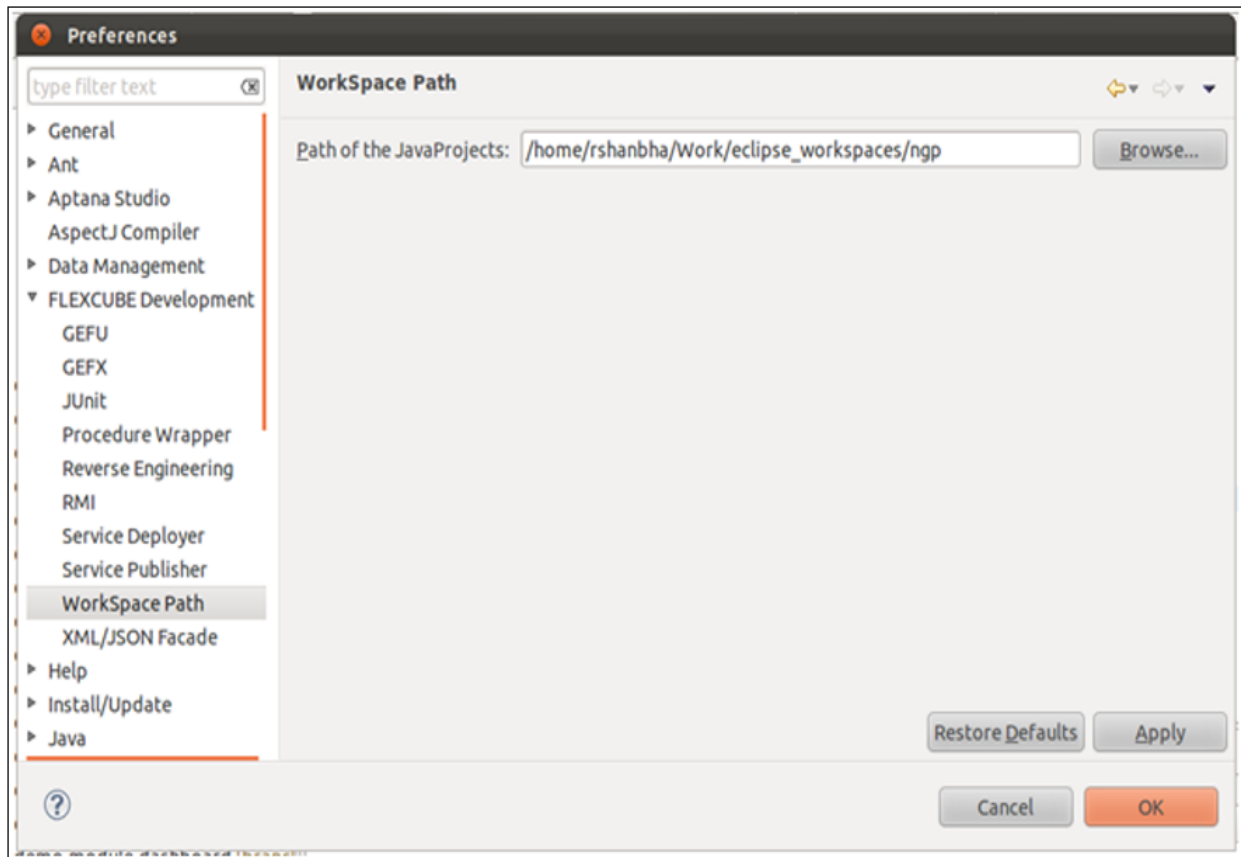 Preferences
type filter text
WorkSpace Path
General
Ant
Aptana Studio
AspectJ Compiler
Data Management
FLEXCUBE Development
GEFU
GEFX
JUnit
Procedure Wrapper
Reverse Engineering
RMI
Service Deployer
Service Publisher
WorkSpace Path
XML/JSON Facade
Help
Install/Update
Java
Path of the JavaProjects: /home/rshanbha/Work/eclipse_workspaces/ngp Browse...
Restore Defaults Apply
Cancel OK